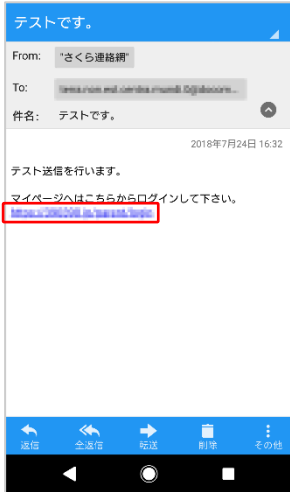 テストです。
From: "さくら連絡網"
To:
件名: テストです。
2018年7月24日 16:32
テスト送信を行います。
マイページへはこちらからログインして下さい。
返信 全返信 転送 削除 その他